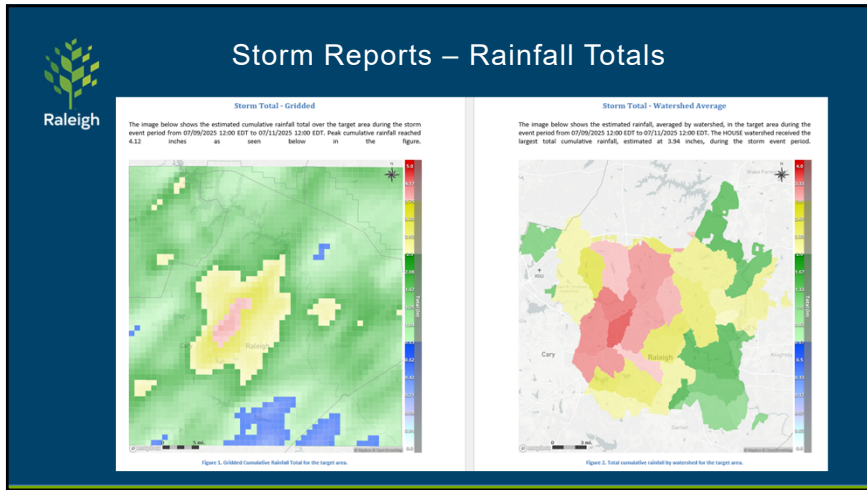 Storm Reports – Rainfall Totals
Raleigh
Storm Total - Gridded
The image below shows the estimated cumulative rainfall total over the target area during the storm
event period from 07/09/2025 12:00 EDT to 07/11/2025 12:00 EDT. Peak cumulative rainfall reached
4.12 inches as seen below in the figure.
Raleigh
5 mi.
Figure 1. Gridded Cumulative Rainfall Total for the target area.
Storm Total - Watershed Average
The image below shows the estimated rainfall, averaged by watershed, in the target area during the
event period from 07/09/2025 12:00 EDT to 07/11/2025 12:00 EDT. The HOUSE watershed received the
largest total cumulative rainfall, estimated at 3.94 inches, during the storm event period.
Cary
Raleigh
Figure 2. Total cumulative rainfall by watershed for the target area.